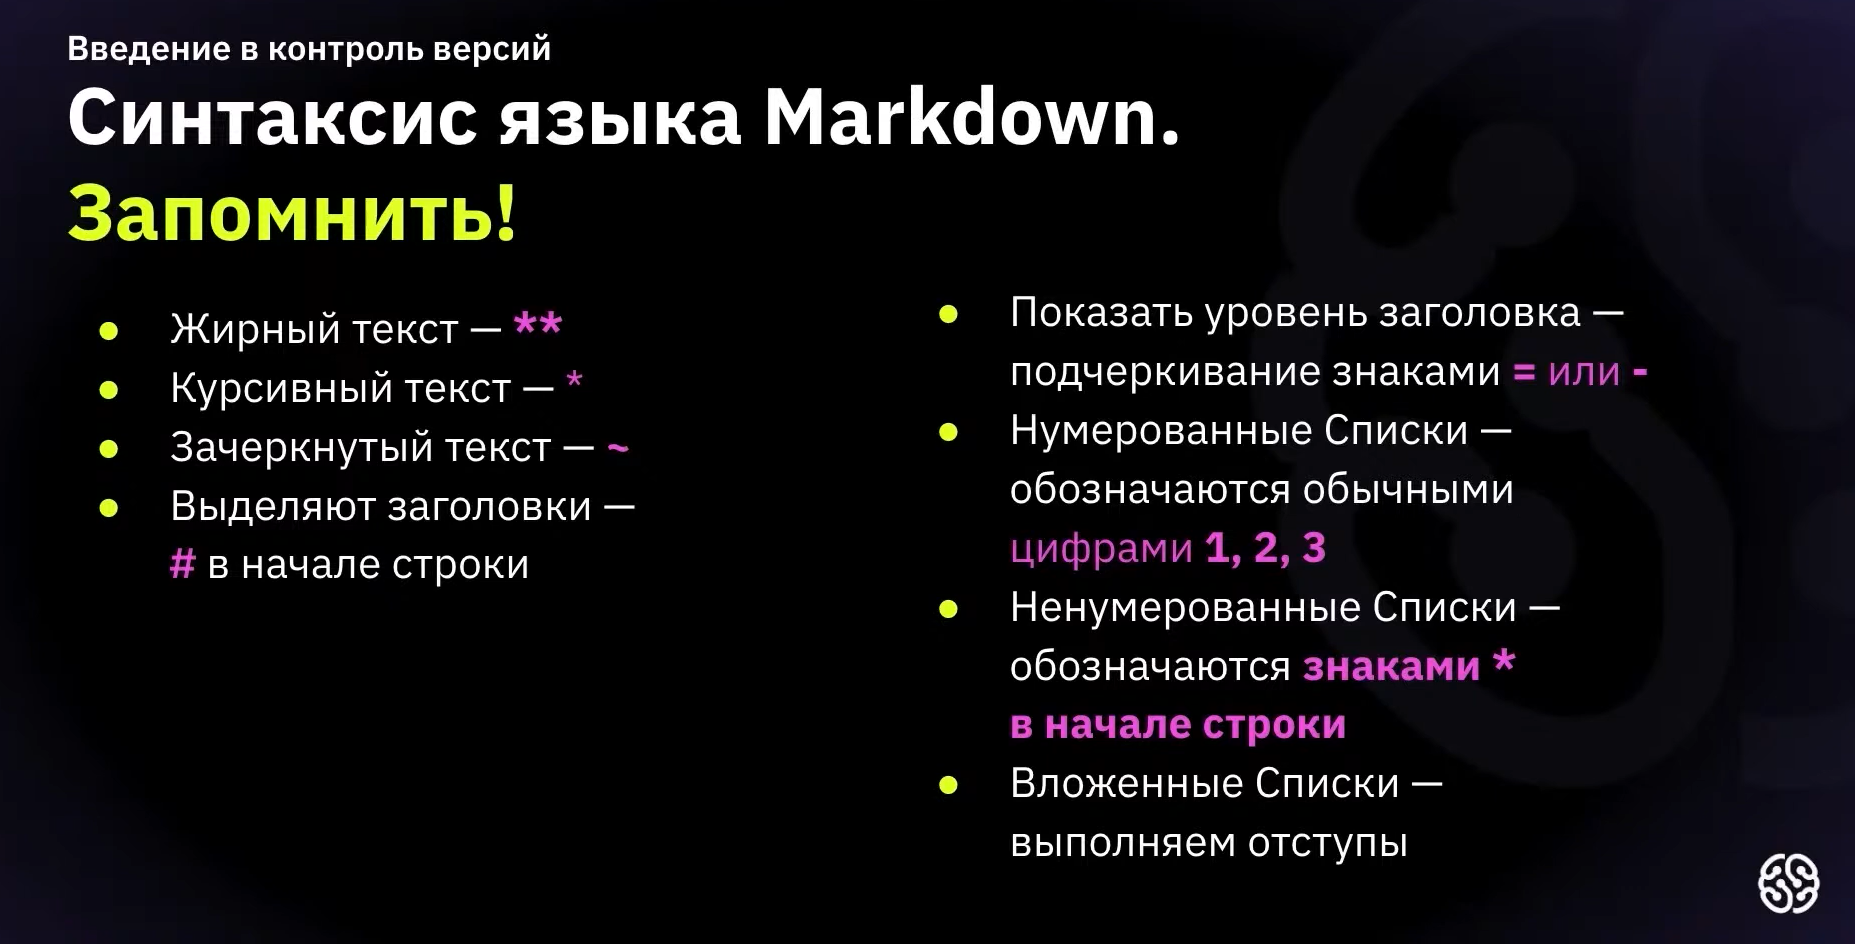 Введение в контроль версий
Синтаксис языка Markdown.
Запомнить!
Жирный текст — **
Курсивный текст — *
Зачеркнутый текст — ~
Выделяют заголовки —
# в начале строки
Показать уровень заголовка —
подчеркивание знаками = или -
Нумерованные Списки —
обозначаются обычными
цифрами 1, 2, 3
Ненумерованные Списки —
обозначаются знаками *
в начале строки
Вложенные Списки —
выполняем отступы